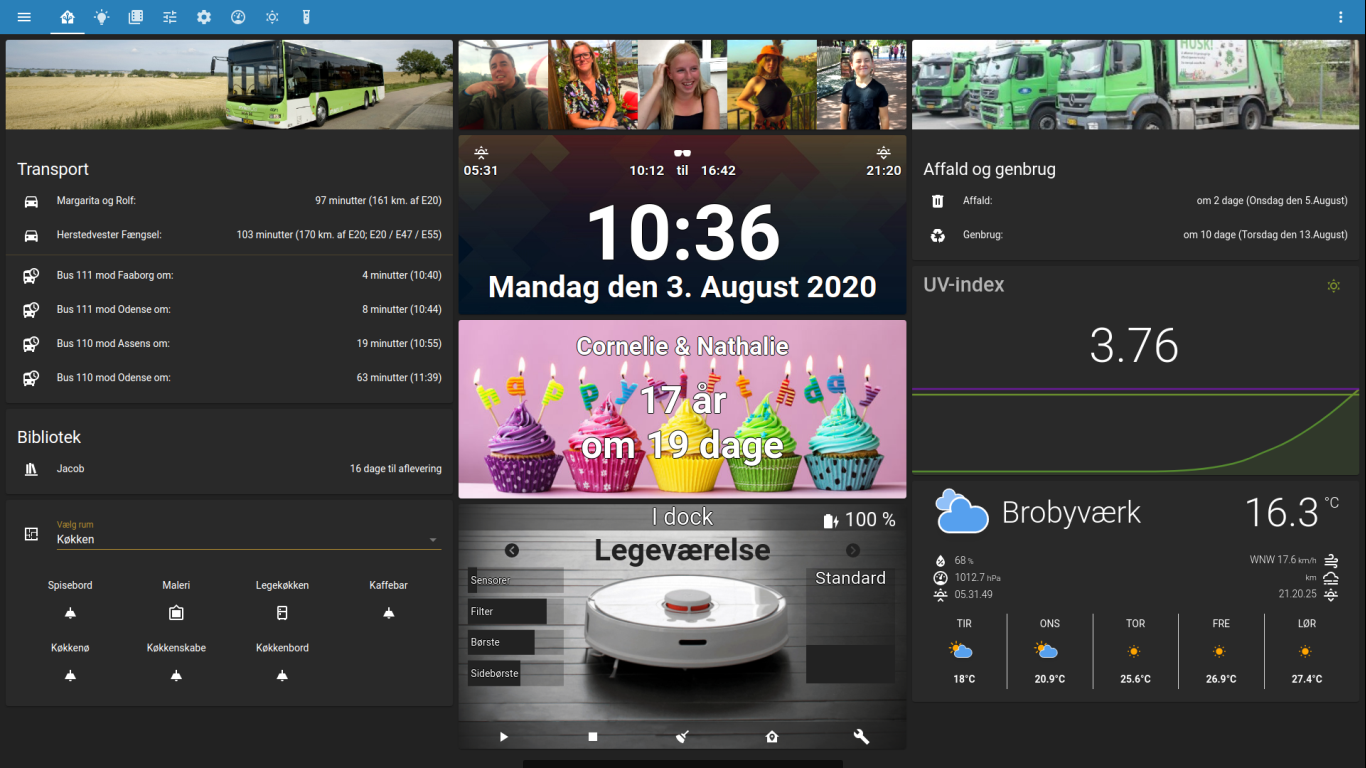 Transport
Margarita og Rolf: 97 minutter (161 km. af E20)
Herstedvester Fængsel: 103 minutter (170 km. af E20; E20 / E47 / E55)
Bus 111 mod Faaborg om: 4 minutter (10:40)
Bus 111 mod Odense om: 8 minutter (10:44)
Bus 110 mod Assens om: 19 minutter (10:55)
Bus 110 mod Odense om: 63 minutter (11:39)
Bibliotek
Jacob 16 dage til aflevering
Vælg rum
Køkken
Spisebord Maleri Legekøkken Kaffebar
Køkkenø Køkkenskabe Køkkenbord
05:31 10:12 til 16:42 21:20
10:36
Mandag den 3. August 2020
Cornelie & Nathalie
happy birthday
17 år
om 19 dage
I dock 100 %
Legeværelse
Sensorer
Filter
Børste
Sidebørste
Standard
HUSK!
Affald og genbrug
Affald: om 2 dage (Onsdag den 5.August)
Genbrug: om 10 dage (Torsdag den 13.August)
UV-index
3.76
Brobyværk 16.3 °C
68 % WNW 17.6 km/h
1012.7 hPa km
05.31.49 21.20.25
TIR ONS TOR FRE LØR
18°C 20.9°C 25.6°C 26.9°C 27.4°C